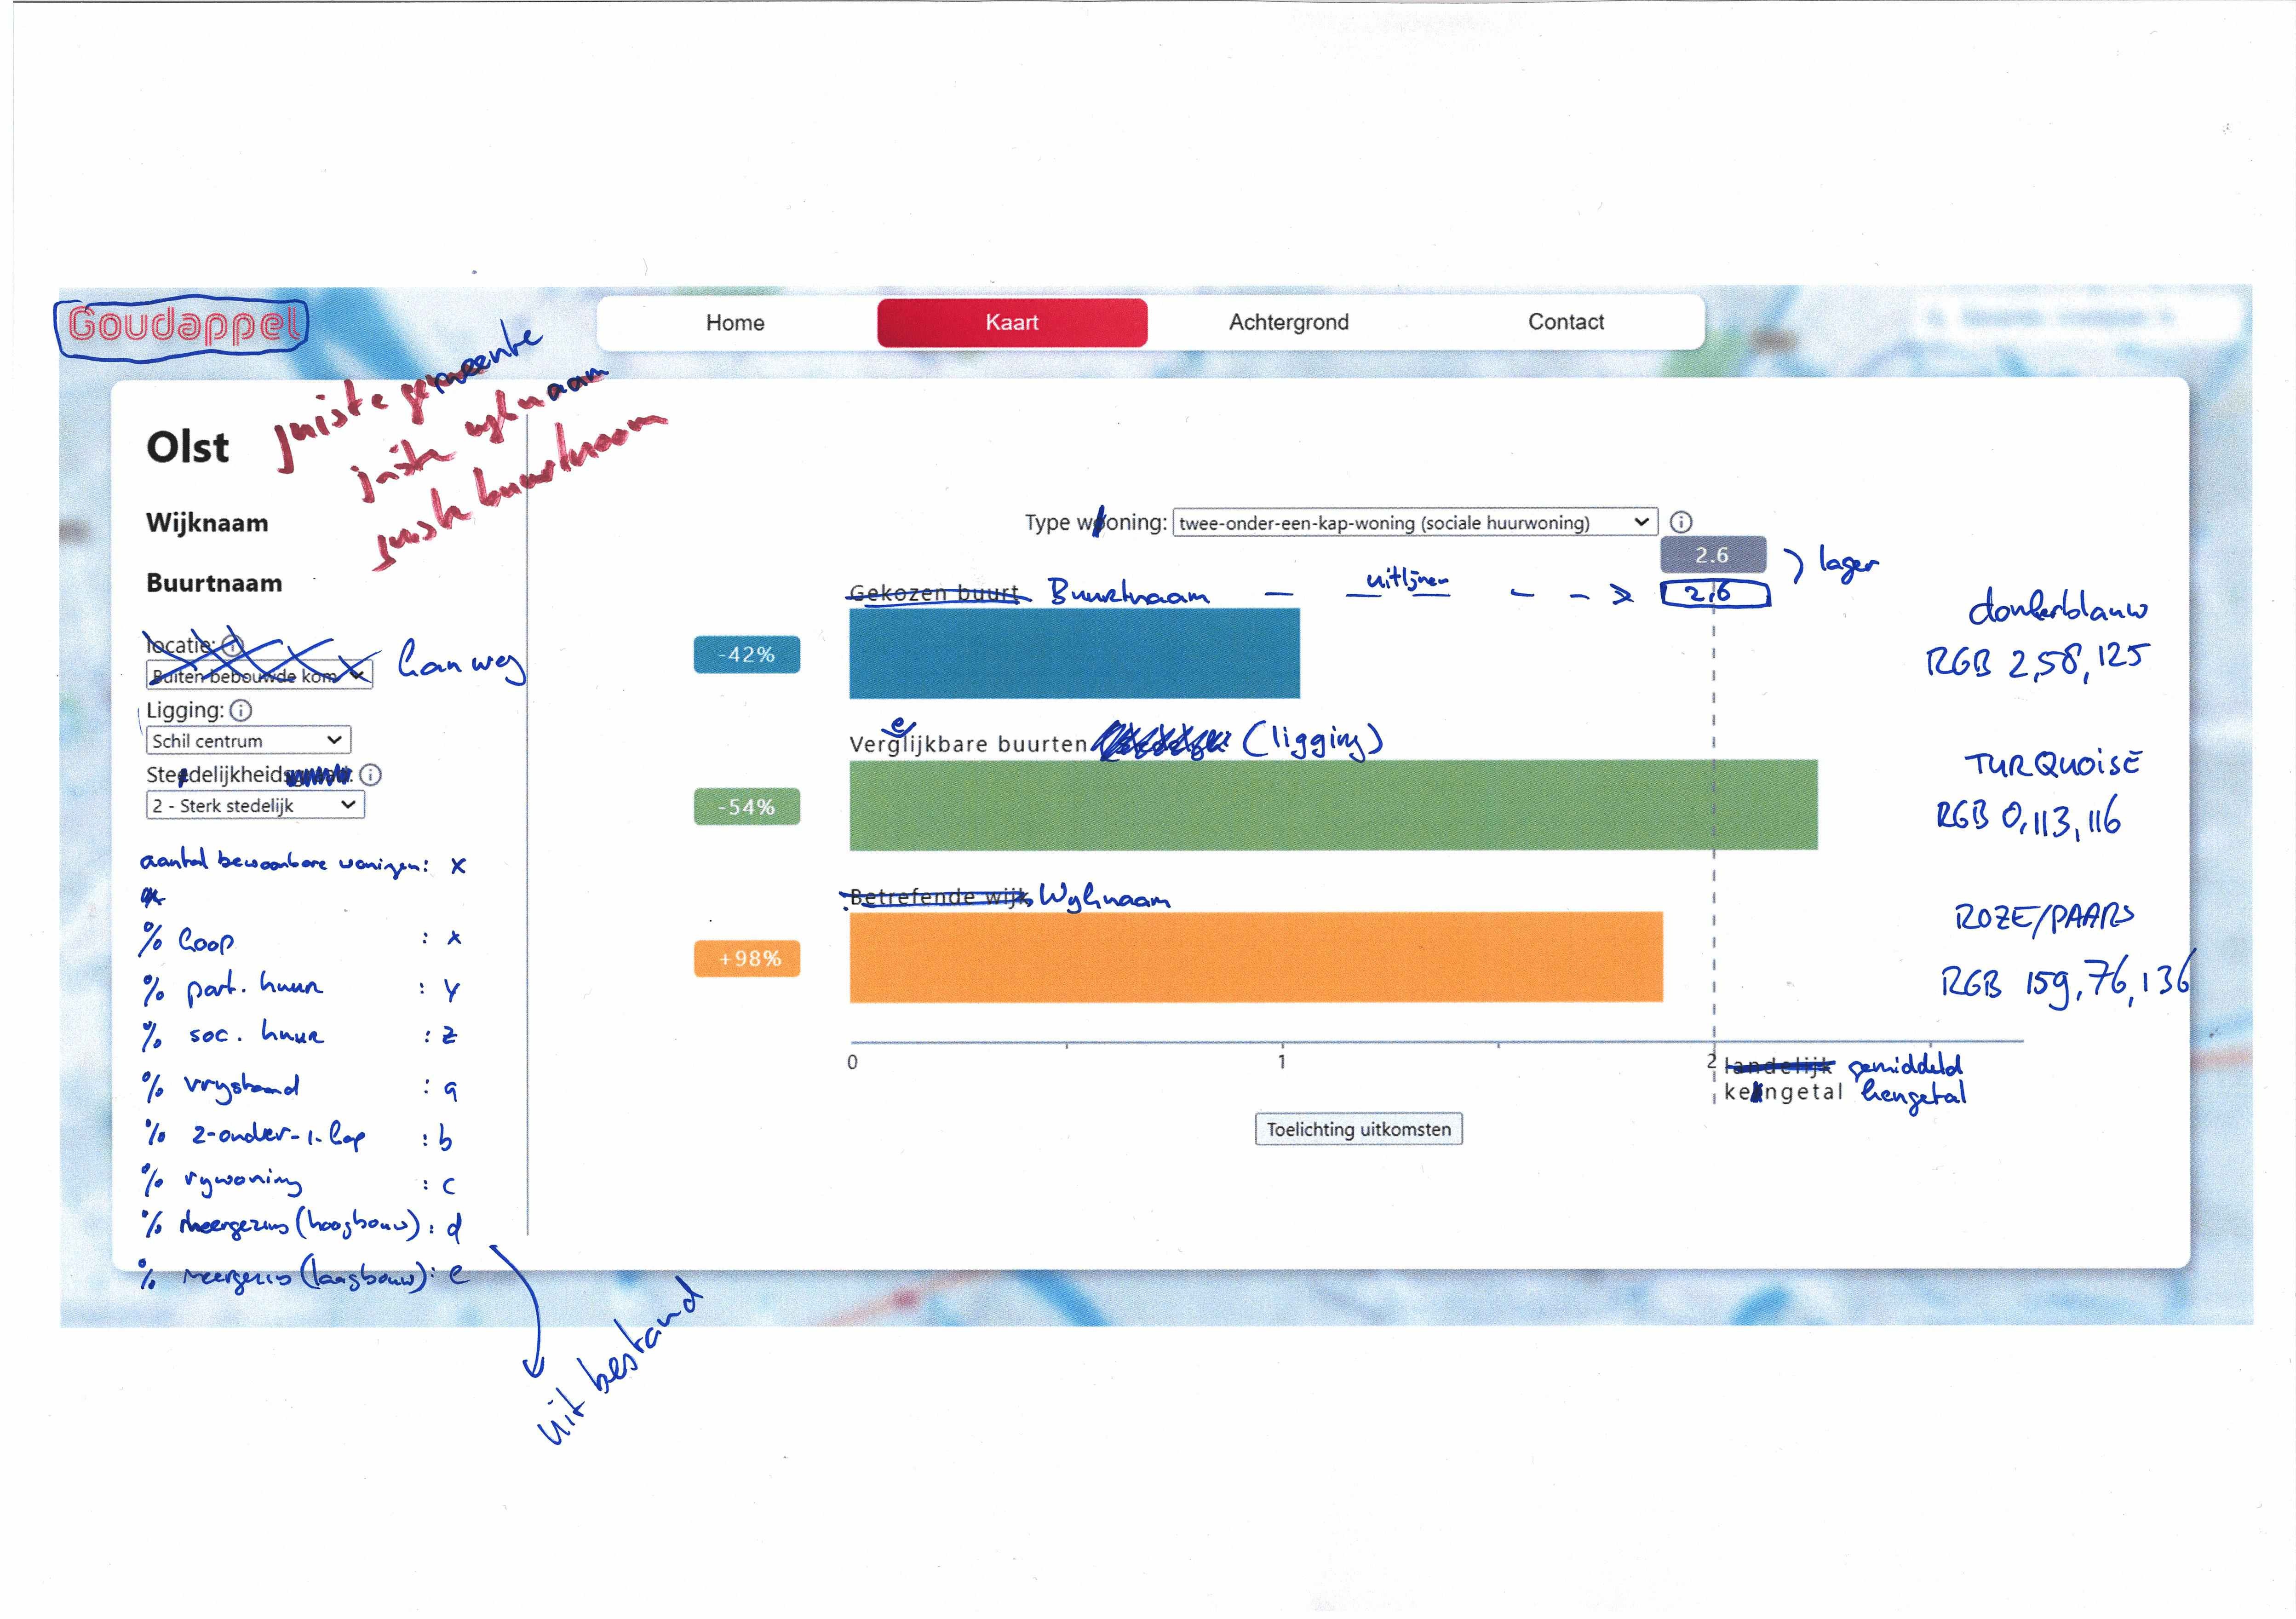 Goudappel
Home
Kaart
Achtergrond
Contact
Olst
juiste gemeente
juiste wijknaam
juiste buurtnaam
Wijknaam
Buurtnaam
locatie:
Buiten bebouwde kom
kan weg
Ligging:
Schil centrum
Stedelijkheids
2 - Sterk stedelijk
aantal bewoonbare woningen: x
% koop : x
% part. huur : y
% soc. huur : z
% vrijstaand : a
% 2-onder-1-kap : b
% rijwoning : c
% meergezins (hoogbouw) : d
% meergezins (laagbouw) : e
uit bestand
Type woning: twee-onder-een-kap-woning (sociale huurwoning)
2.6
lager
Gekozen buurt Buurtnaam uitlijnen 2,6
-42%
donkerblauw
RGB 2,58,125
Verglijkbare buurten (ligging)
e
-54%
TURQUOISE
RGB 0,113,116
Betrefende wijk Wijknaam
+98%
ROZE/PAARS
RGB 159,76,136
0 1 2
landelijk gemiddeld
kengetal kengetal
Toelichting uitkomsten